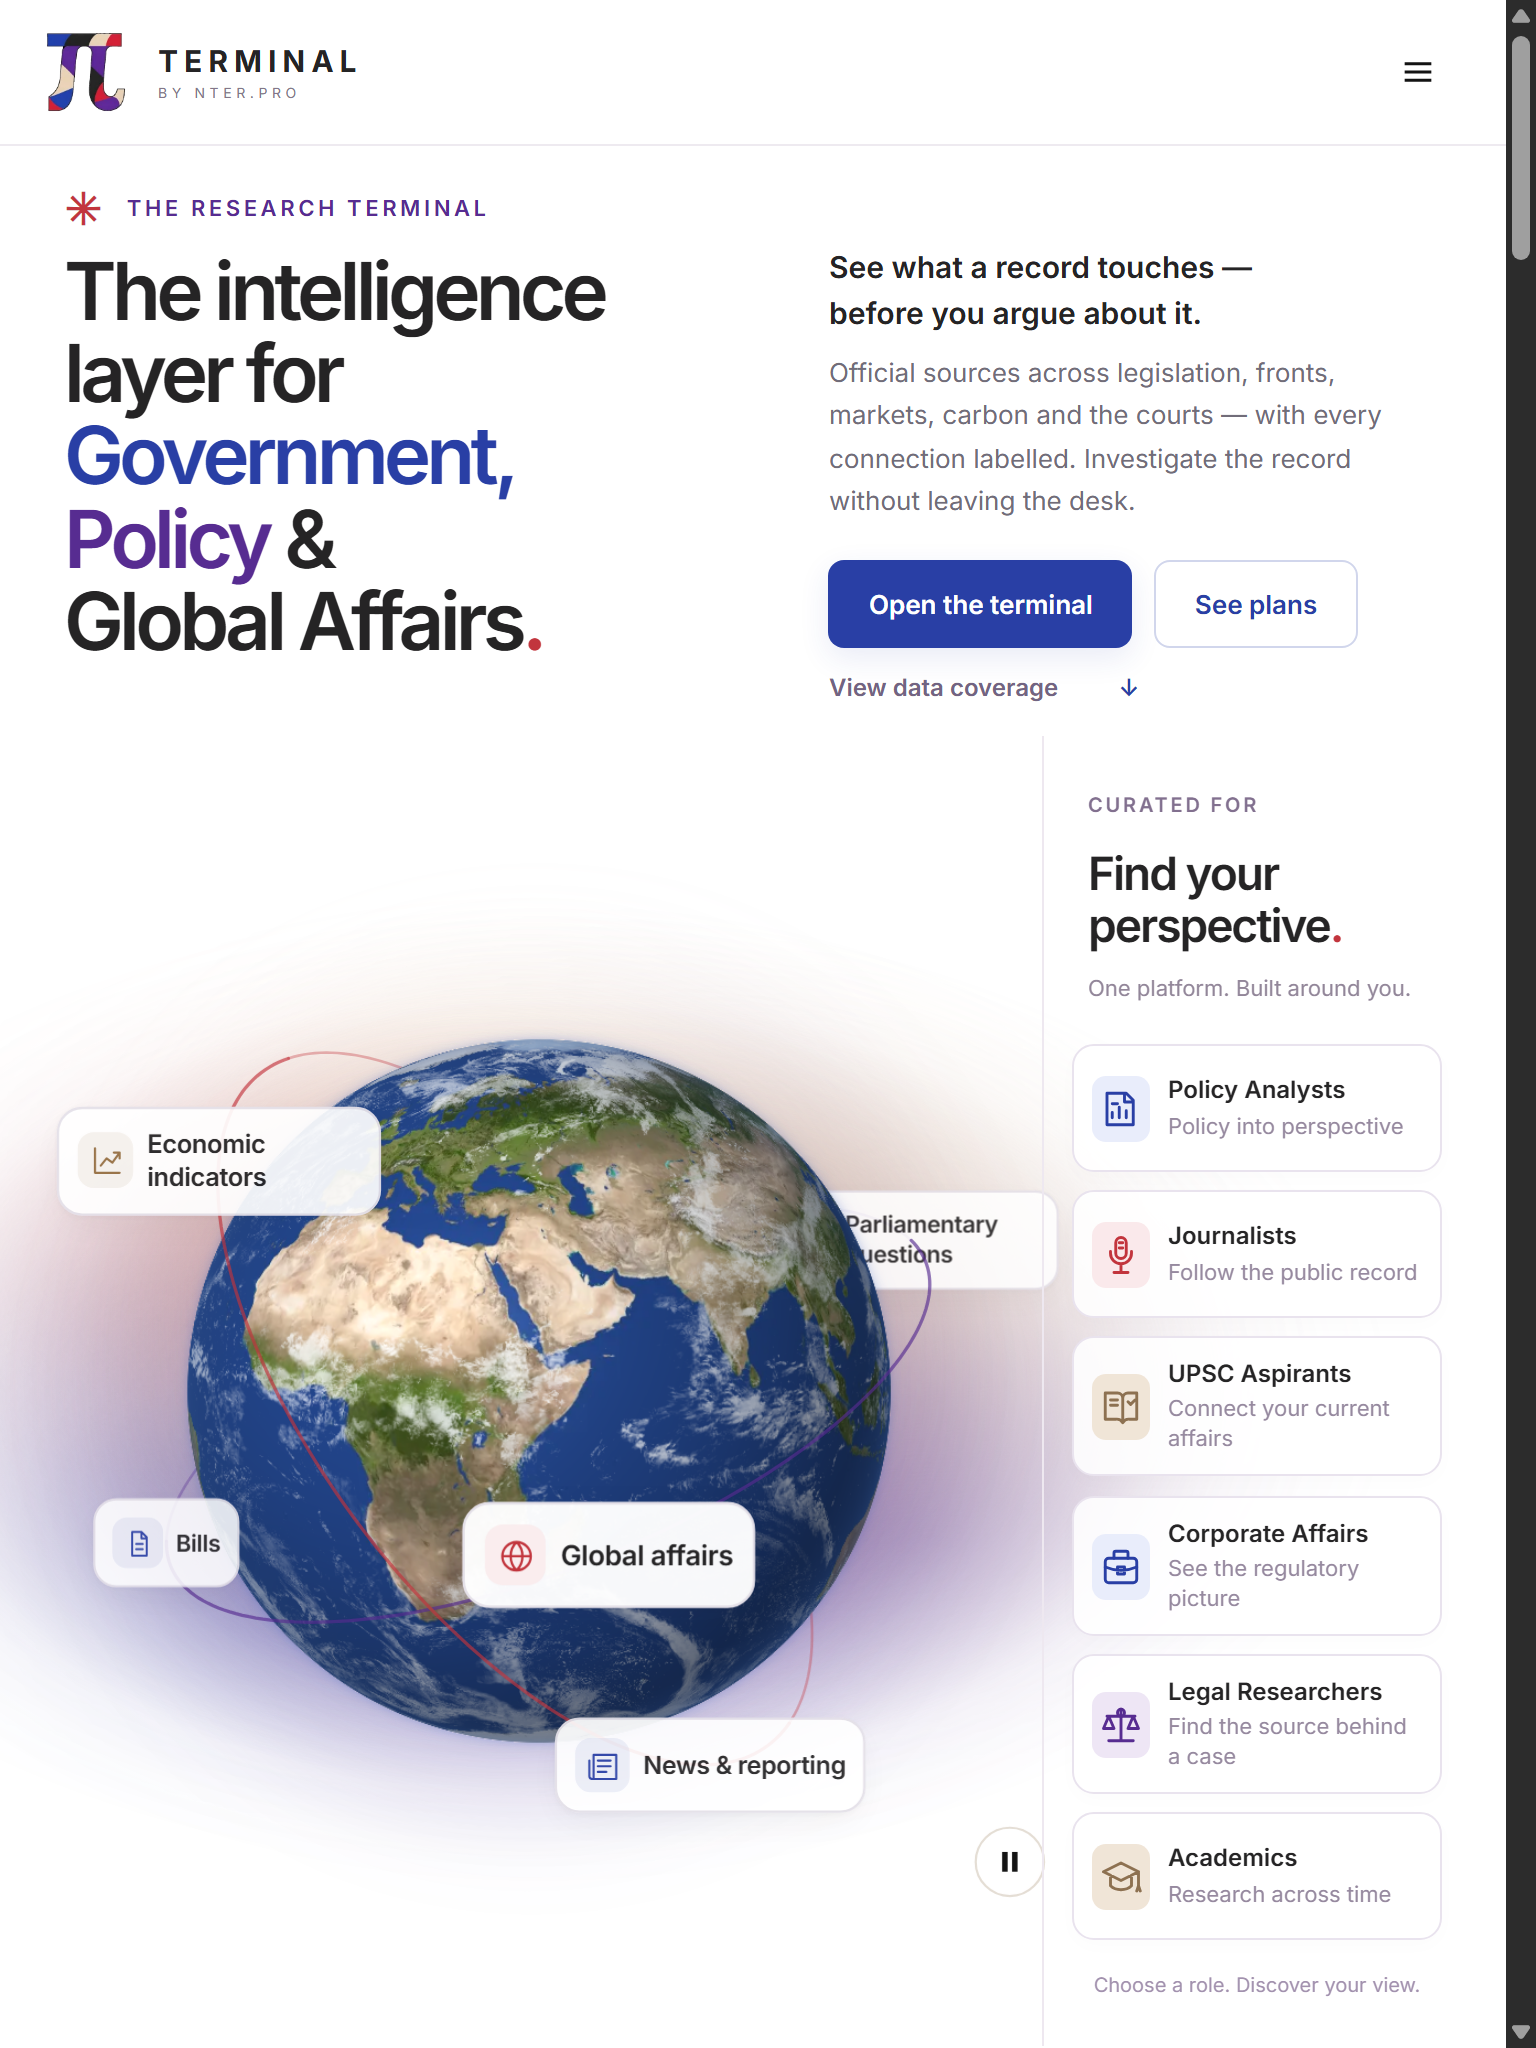 TERMINAL
BY NTER.PRO
THE RESEARCH TERMINAL
The intelligence
layer for
Government,
Policy &
Global Affairs.
See what a record touches —
before you argue about it.
Official sources across legislation, fronts,
markets, carbon and the courts — with every
connection labelled. Investigate the record
without leaving the desk.
Open the terminal
See plans
View data coverage
CURATED FOR
Find your
perspective.
One platform. Built around you.
Economic
indicators
Parliamentary
uestions
Bills
Global affairs
News & reporting
Policy Analysts
Policy into perspective
Journalists
Follow the public record
UPSC Aspirants
Connect your current
affairs
Corporate Affairs
See the regulatory
picture
Legal Researchers
Find the source behind
a case
Academics
Research across time
Choose a role. Discover your view.